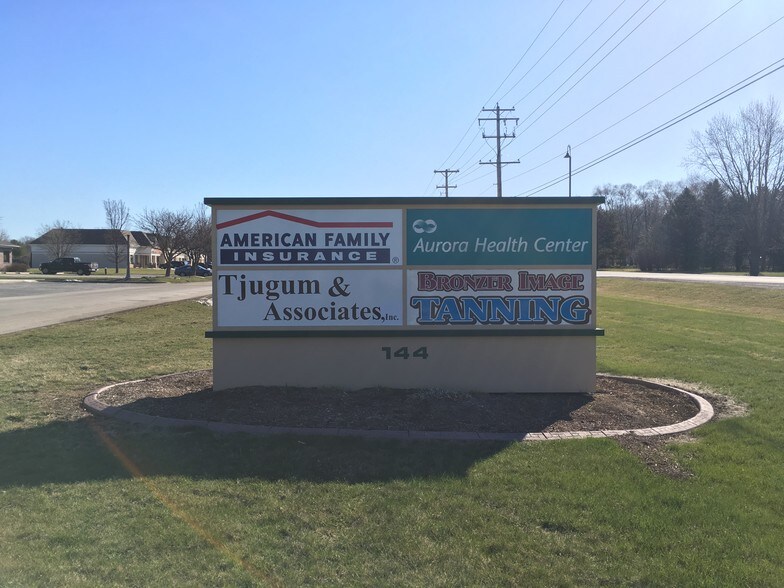 AMERICAN FAMILY
INSURANCE ®
Aurora Health Center
Tjugum &
Associates, Inc.
BRONZER IMAGE
TANNING
144